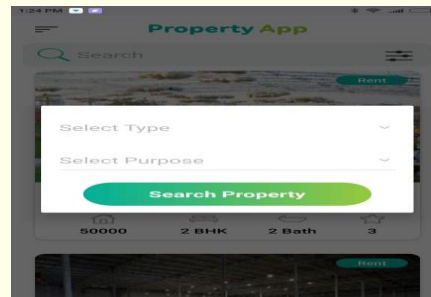 1:24 PM
Property App
Search
Rent
Select Type
Select Purpose
Search Property
50000 2 BHK 2 Bath 3
Rent